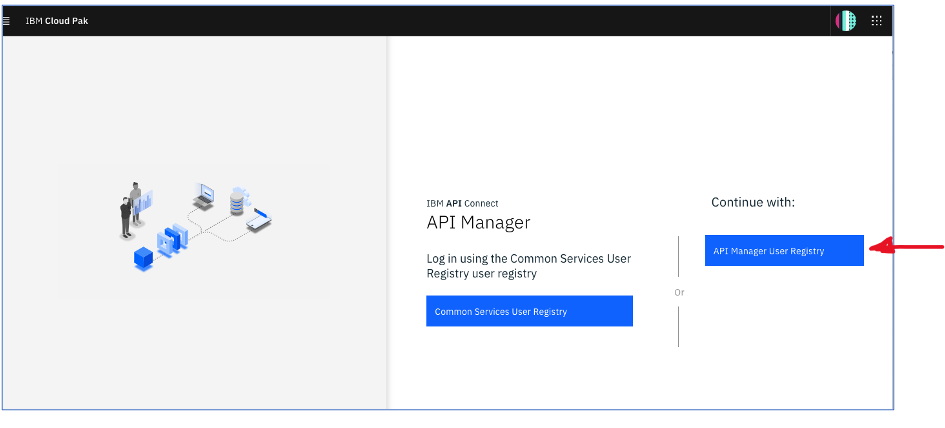 IBM Cloud Pak
IBM API Connect
API Manager
Log in using the Common Services User
Registry user registry
Common Services User Registry
Or
Continue with:
API Manager User Registry